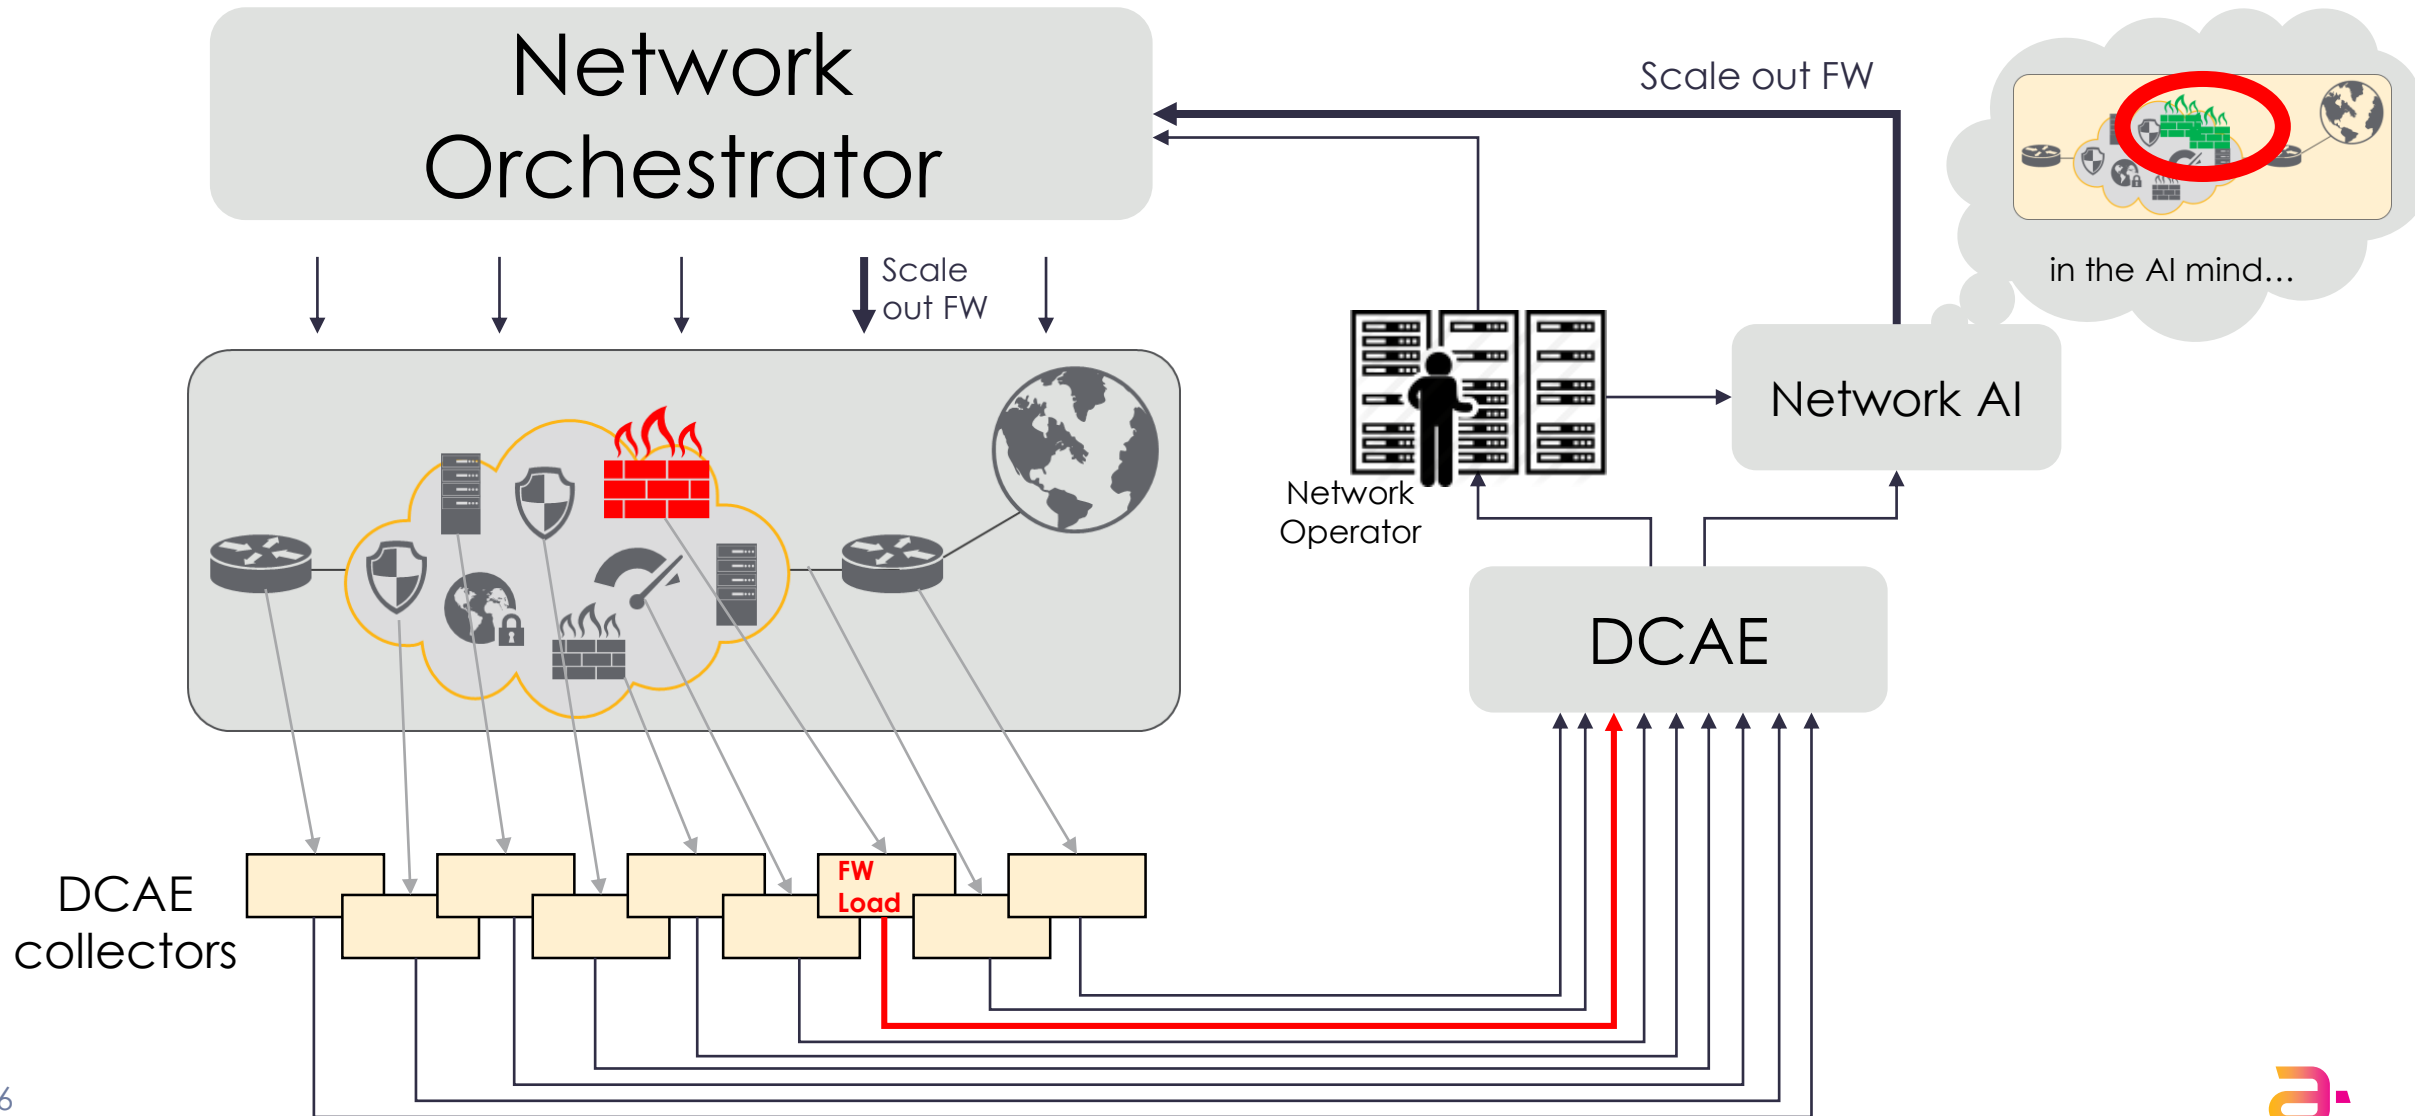 Network
Orchestrator
Scale out FW
in the AI mind...
Scale
out FW
Network AI
Network
Operator
DCAE
FW
Load
DCAE
collectors
6